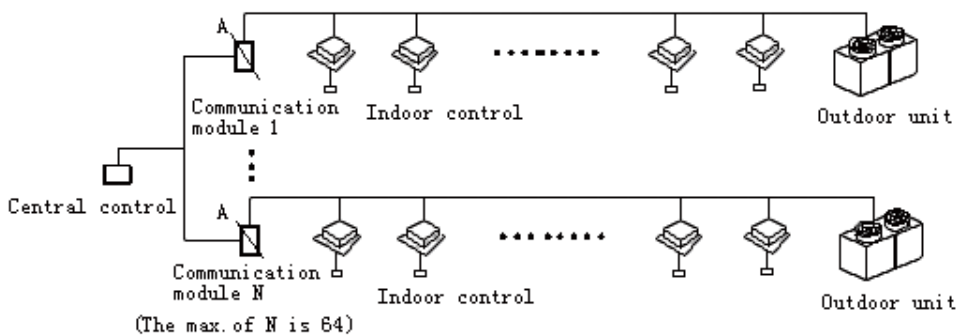 A
Communication
module 1
Indoor control
Outdoor unit
Central control
A
Communication
module N
Indoor control
Outdoor unit
(The max. of N is 64)